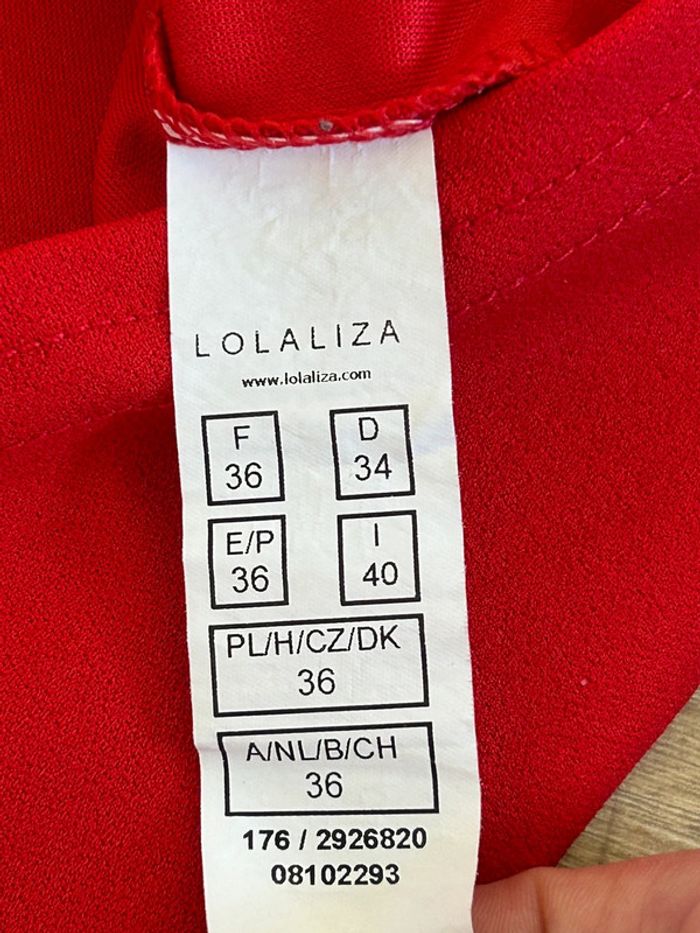 LOLALIZA
www.lolaliza.com
F D
36 34
E/P I
36 40
PL/H/CZ/DK
36
A/NL/B/CH
36
176 / 2926820
08102293